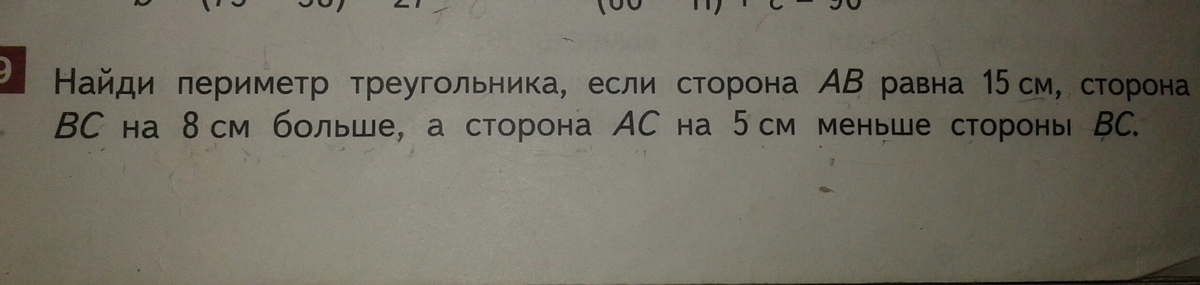 9
Найди периметр треугольника, если сторона AB равна 15 см, сторона
BC на 8 см больше, а сторона AC на 5 см меньше стороны BC.